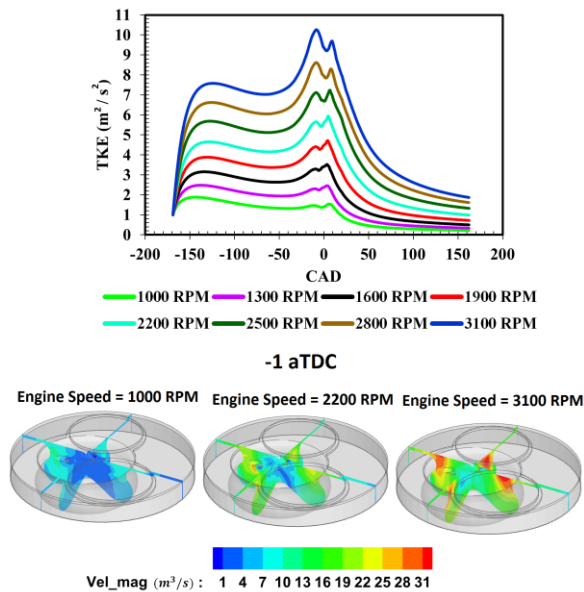 11
10
9
8
7
6
5
4
3
2
1
0
TKE (m² / s²)
-200 -150 -100 -50 0 50 100 150 200
CAD
1000 RPM 1300 RPM 1600 RPM 1900 RPM
2200 RPM 2500 RPM 2800 RPM 3100 RPM
-1 aTDC
Engine Speed = 1000 RPM Engine Speed = 2200 RPM Engine Speed = 3100 RPM
Vel_mag (m³/s) : 1 4 7 10 13 16 19 22 25 28 31